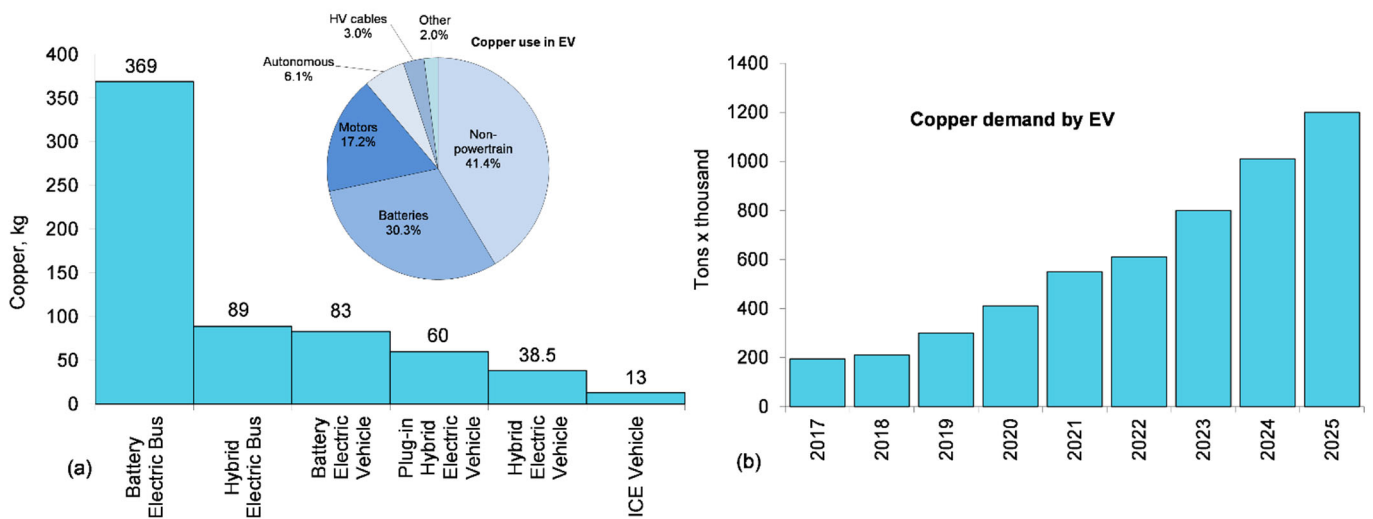 HV cables
3.0%
Other
2.0%
Copper use in EV
Autonomous
6.1%
Motors
17.2%
Non-
powertrain
41.4%
Batteries
30.3%
Copper, kg
400
350
300
250
200
150
100
50
0
369
89
83
60
38.5
13
Battery
Electric Bus
Hybrid
Electric Bus
Battery
Electric
Vehicle
Plug-in
Hybrid
Electric
Vehicle
Hybrid
Electric
Vehicle
ICE Vehicle
(a)
Copper demand by EV
Tons x thousand
1400
1200
1000
800
600
400
200
0
2017
2018
2019
2020
2021
2022
2023
2024
2025
(b)